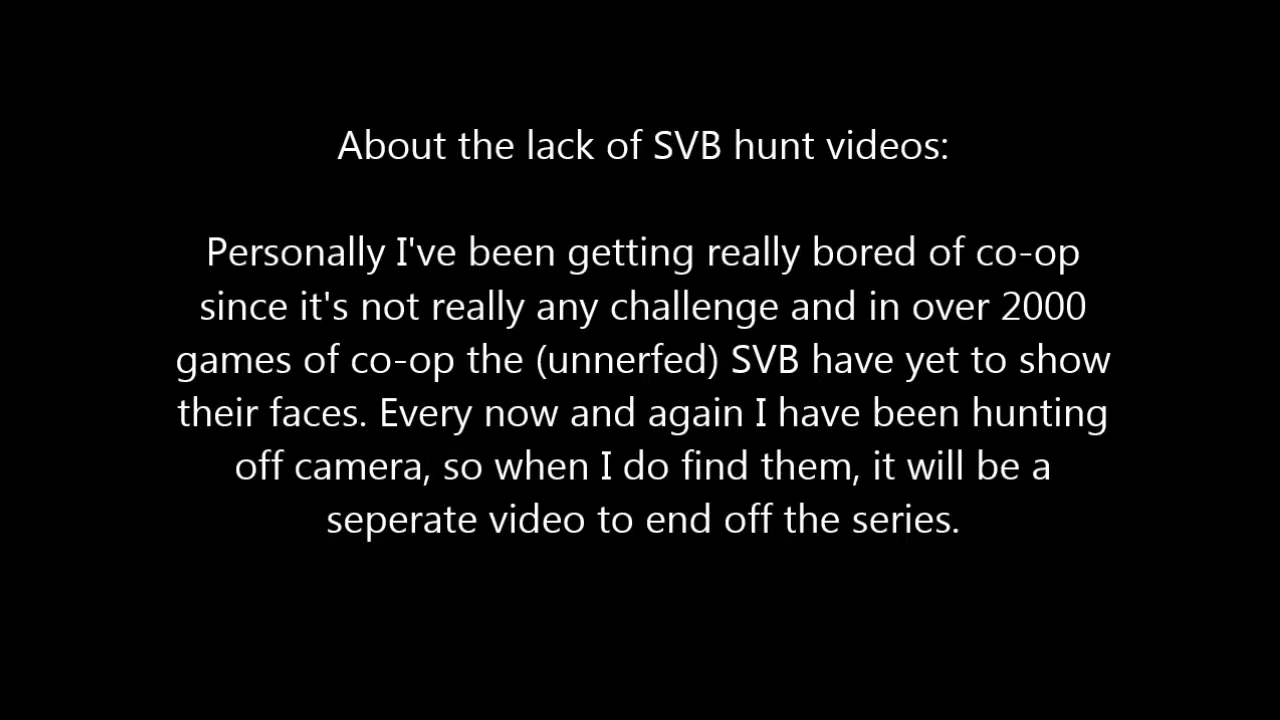 About the lack of SVB hunt videos:
Personally I've been getting really bored of co-op
since it's not really any challenge and in over 2000
games of co-op the (unnerfed) SVB have yet to show
their faces. Every now and again I have been hunting
off camera, so when I do find them, it will be a
seperate video to end off the series.